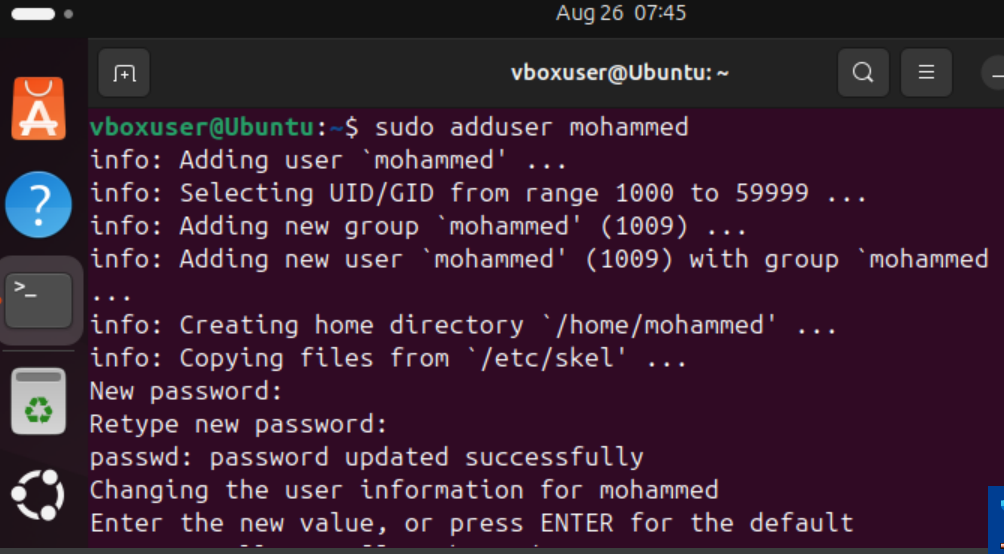 Aug 26 07:45
vboxuser@Ubuntu: ~
vboxuser@Ubuntu:~$ sudo adduser mohammed
info: Adding user `mohammed' ...
info: Selecting UID/GID from range 1000 to 59999 ...
info: Adding new group `mohammed' (1009) ...
info: Adding new user `mohammed' (1009) with group `mohammed
...
info: Creating home directory `/home/mohammed' ...
info: Copying files from `/etc/skel' ...
New password:
Retype new password:
passwd: password updated successfully
Changing the user information for mohammed
Enter the new value, or press ENTER for the default